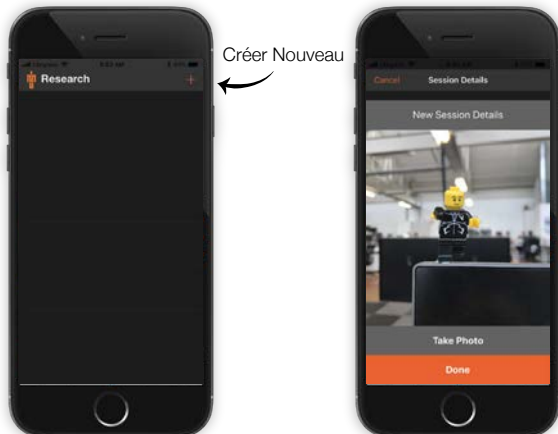 Research
+
Créer Nouveau
Cancel
Session Details
New Session Details
Take Photo
Done